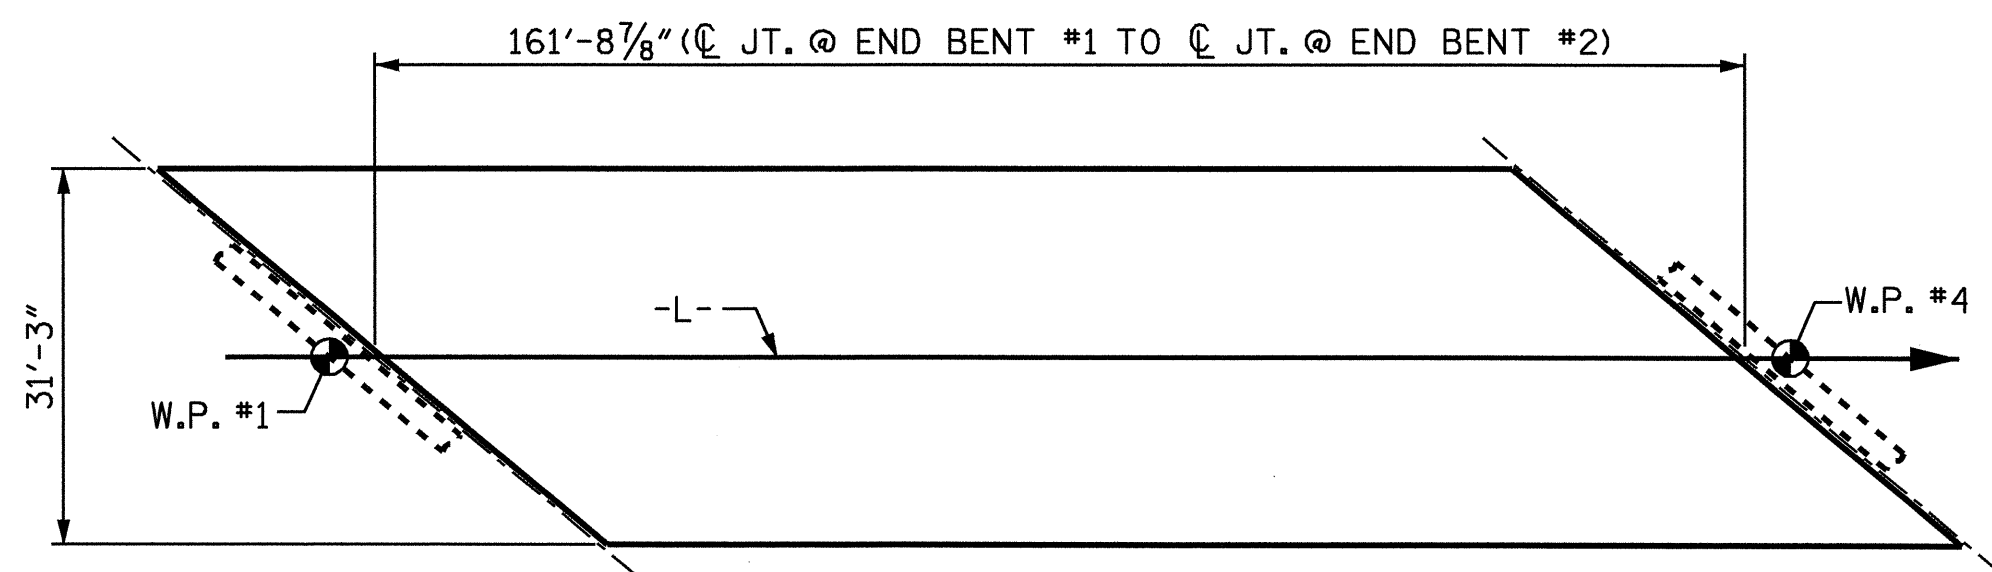 161'-8⅞" (℄ JT. @ END BENT #1 TO ℄ JT. @ END BENT #2)
-L-
W.P. #4
31'-3"
W.P. #1